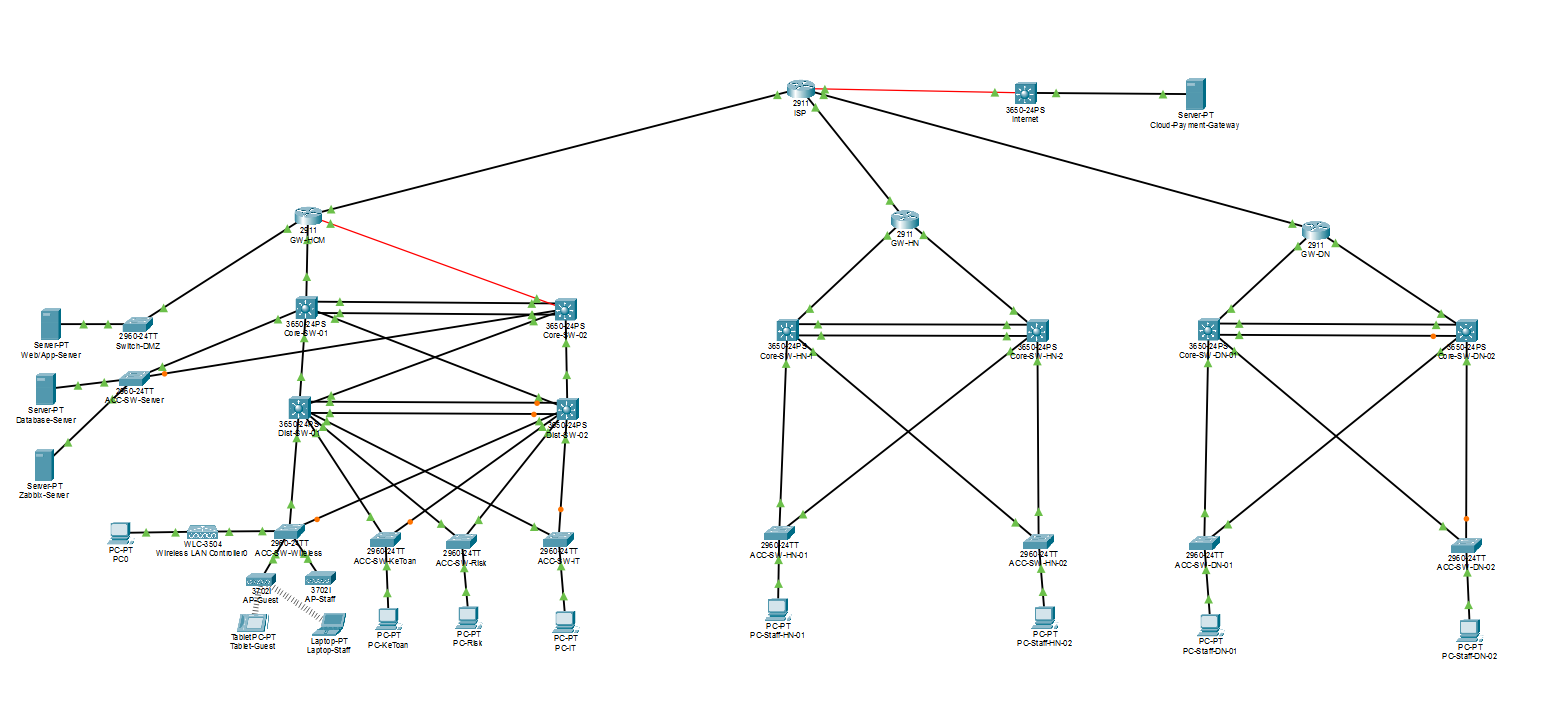 2911
ISP
3650-24PS
Internet
Server-PT
Cloud-Payment-Gateway
2911
GW-HCM
2911
GW-HN
2911
GW-DN
Server-PT
Web/App-Server
2960-24TT
Switch-DMZ
3650-24PS
Core-SW-01
3650-24PS
Core-SW-02
3650-24PS
Core-SW-HN-1
3650-24PS
Core-SW-HN-2
3650-24PS
Core-SW-DN-01
3650-24PS
Core-SW-DN-02
Server-PT
Database-Server
2960-24TT
ACC-SW-Server
3650-24PS
Dist-SW-01
3650-24PS
Dist-SW-02
Server-PT
Zabbix-Server
PC-PT
PC0
WLC-3504
Wireless LAN Controller0
2960-24TT
ACC-SW-Wireless
2960-24TT
ACC-SW-KeToan
2960-24TT
ACC-SW-Risk
2960-24TT
ACC-SW-IT
2960-24TT
ACC-SW-HN-01
2960-24TT
ACC-SW-HN-02
2960-24TT
ACC-SW-DN-01
2960-24TT
ACC-SW-DN-02
3702I
AP-Guest
3702I
AP-Staff
TabletPC-PT
Tablet-Guest
Laptop-PT
Laptop-Staff
PC-PT
PC-KeToan
PC-PT
PC-Risk
PC-PT
PC-IT
PC-PT
PC-Staff-HN-01
PC-PT
PC-Staff-HN-02
PC-PT
PC-Staff-DN-01
PC-PT
PC-Staff-DN-02